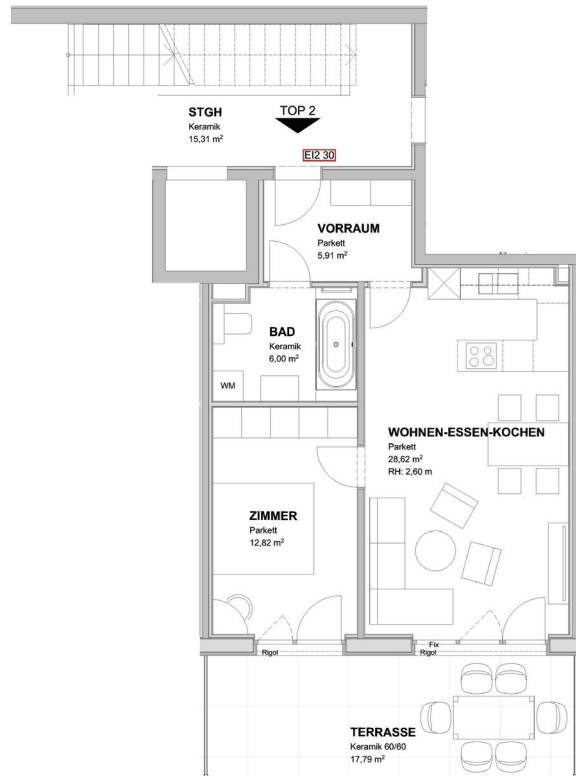 TOP 2
STGH
Keramik
15,31 m²
EI2 30
VORRAUM
Parkett
5,91 m²
BAD
Keramik
6,00 m²
WM
WOHNEN-ESSEN-KOCHEN
Parkett
28,62 m²
RH: 2,60 m
ZIMMER
Parkett
12,82 m²
Rigol
Fix
Rigol
TERRASSE
Keramik 60/60
17,79 m²